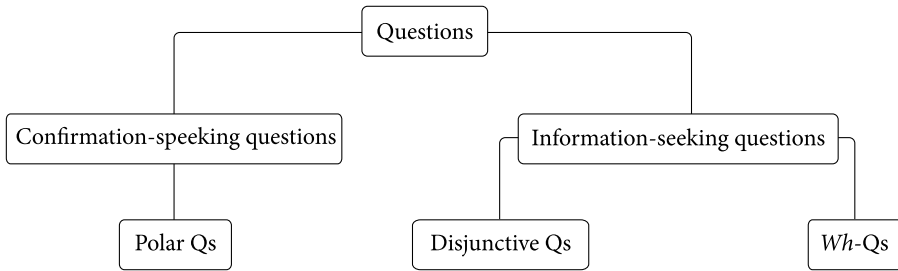 Questions
Confirmation-speeking questions
Information-seeking questions
Polar Qs
Disjunctive Qs
Wh-Qs